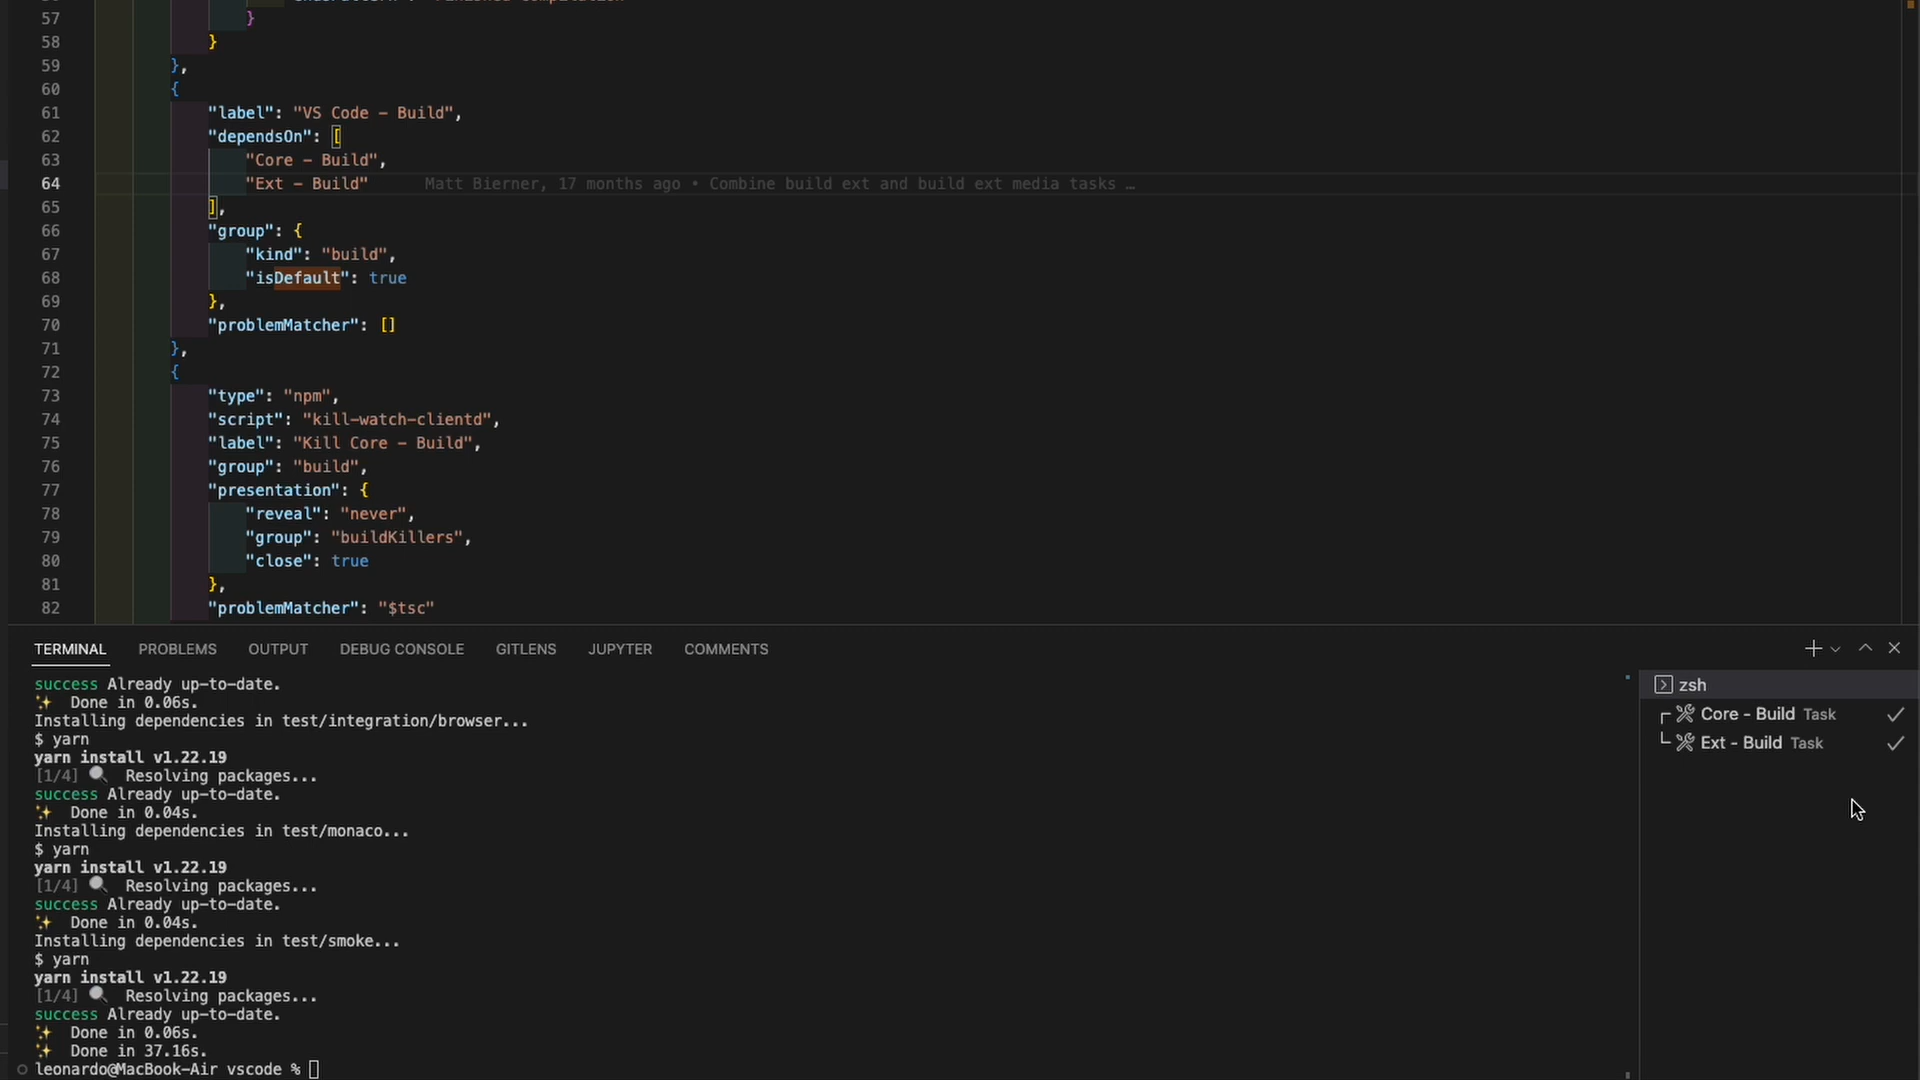 57 }
58 }
59 },
60 {
61 "label": "VS Code – Build",
62 "dependsOn": [
63 "Core – Build",
64 "Ext – Build" Matt Bierner, 17 months ago • Combine build ext and build ext media tasks …
65 ],
66 "group": {
67 "kind": "build",
68 "isDefault": true
69 },
70 "problemMatcher": []
71 },
72 {
73 "type": "npm",
74 "script": "kill-watch-clientd",
75 "label": "Kill Core – Build",
76 "group": "build",
77 "presentation": {
78 "reveal": "never",
79 "group": "buildKillers",
80 "close": true
81 },
82 "problemMatcher": "$tsc"
TERMINAL PROBLEMS OUTPUT DEBUG CONSOLE GITLENS JUPYTER COMMENTS
success Already up-to-date.
✨ Done in 0.06s.
Installing dependencies in test/integration/browser...
$ yarn
yarn install v1.22.19
[1/4] 🔍 Resolving packages...
success Already up-to-date.
✨ Done in 0.04s.
Installing dependencies in test/monaco...
$ yarn
yarn install v1.22.19
[1/4] 🔍 Resolving packages...
success Already up-to-date.
✨ Done in 0.04s.
Installing dependencies in test/smoke...
$ yarn
yarn install v1.22.19
[1/4] 🔍 Resolving packages...
success Already up-to-date.
✨ Done in 0.06s.
✨ Done in 37.16s.
leonardo@MacBook-Air vscode %
zsh
Core - Build Task
Ext - Build Task